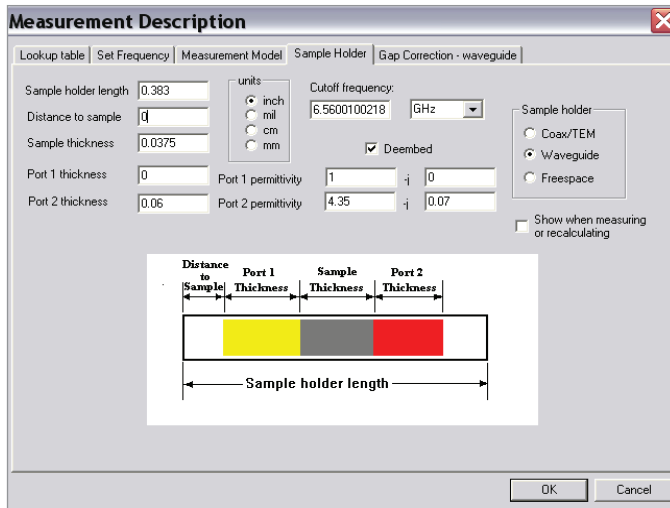 Measurement Description
Lookup table Set Frequency Measurement Model Sample Holder Gap Correction - waveguide
Sample holder length 0.383
Distance to sample 0
Sample thickness 0.0375
Port 1 thickness 0
Port 2 thickness 0.06
units
inch
mil
cm
mm
Cutoff frequency:
6.5600100218 GHz
Deembed
Port 1 permittivity 1 -j 0
Port 2 permittivity 4.35 -j 0.07
Sample holder
Coax/TEM
Waveguide
Freespace
Show when measuring
or recalculating
Distance
to
Sample
Port 1
Thickness
Sample
Thickness
Port 2
Thickness
Sample holder length
OK Cancel